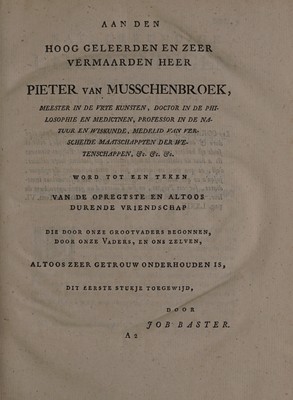 AAN DEN
HOOG GELEERDEN EN ZEER
VERMAARDEN HEER
PIETER VAN MUSSCHENBROEK,
MEESTER IN DE VRYE KUNSTEN, DOCTOR IN DE PHI-
LOSOPHIE EN MEDICYNEN, PROFESSOR IN DE NA-
TUUR EN WISKUNDE, MEDELID VAN VER-
SCHEIDE MAATSCHAPPYEN DER WE-
TENSCHAPPEN, &c. &c. &c.
WORD TOT EEN TEKEN
VAN DE OPREGTSTE EN ALTOOS
DURENDE VRIENDSCHAP
DIE DOOR ONZE GROOTVADERS BEGONNEN,
DOOR ONZE VADERS, EN ONS ZELVEN,
ALTOOS ZEER GETROUW ONDERHOUDEN IS,
DIT EERSTE STUKJE TOEGEWIJD,
DOOR
JOB BASTER.
A 2